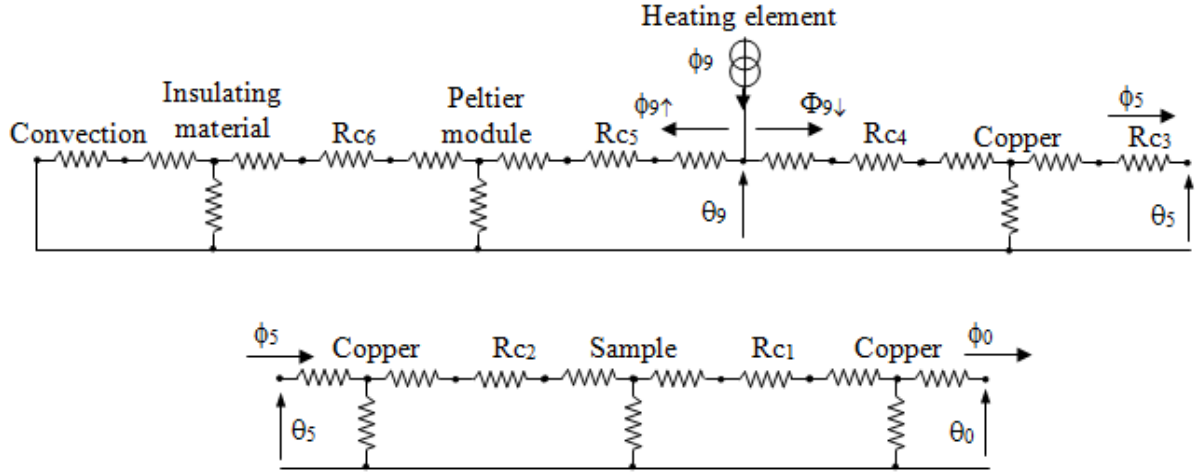 Heating element
ϕ9
Insulating
material
Peltier
module
ϕ9↑
Φ9↓
ϕ5
Convection
Rc6
Rc5
Rc4
Copper
Rc3
θ9
θ5
ϕ5
Copper
Rc2
Sample
Rc1
Copper
ϕ0
θ5
θ0